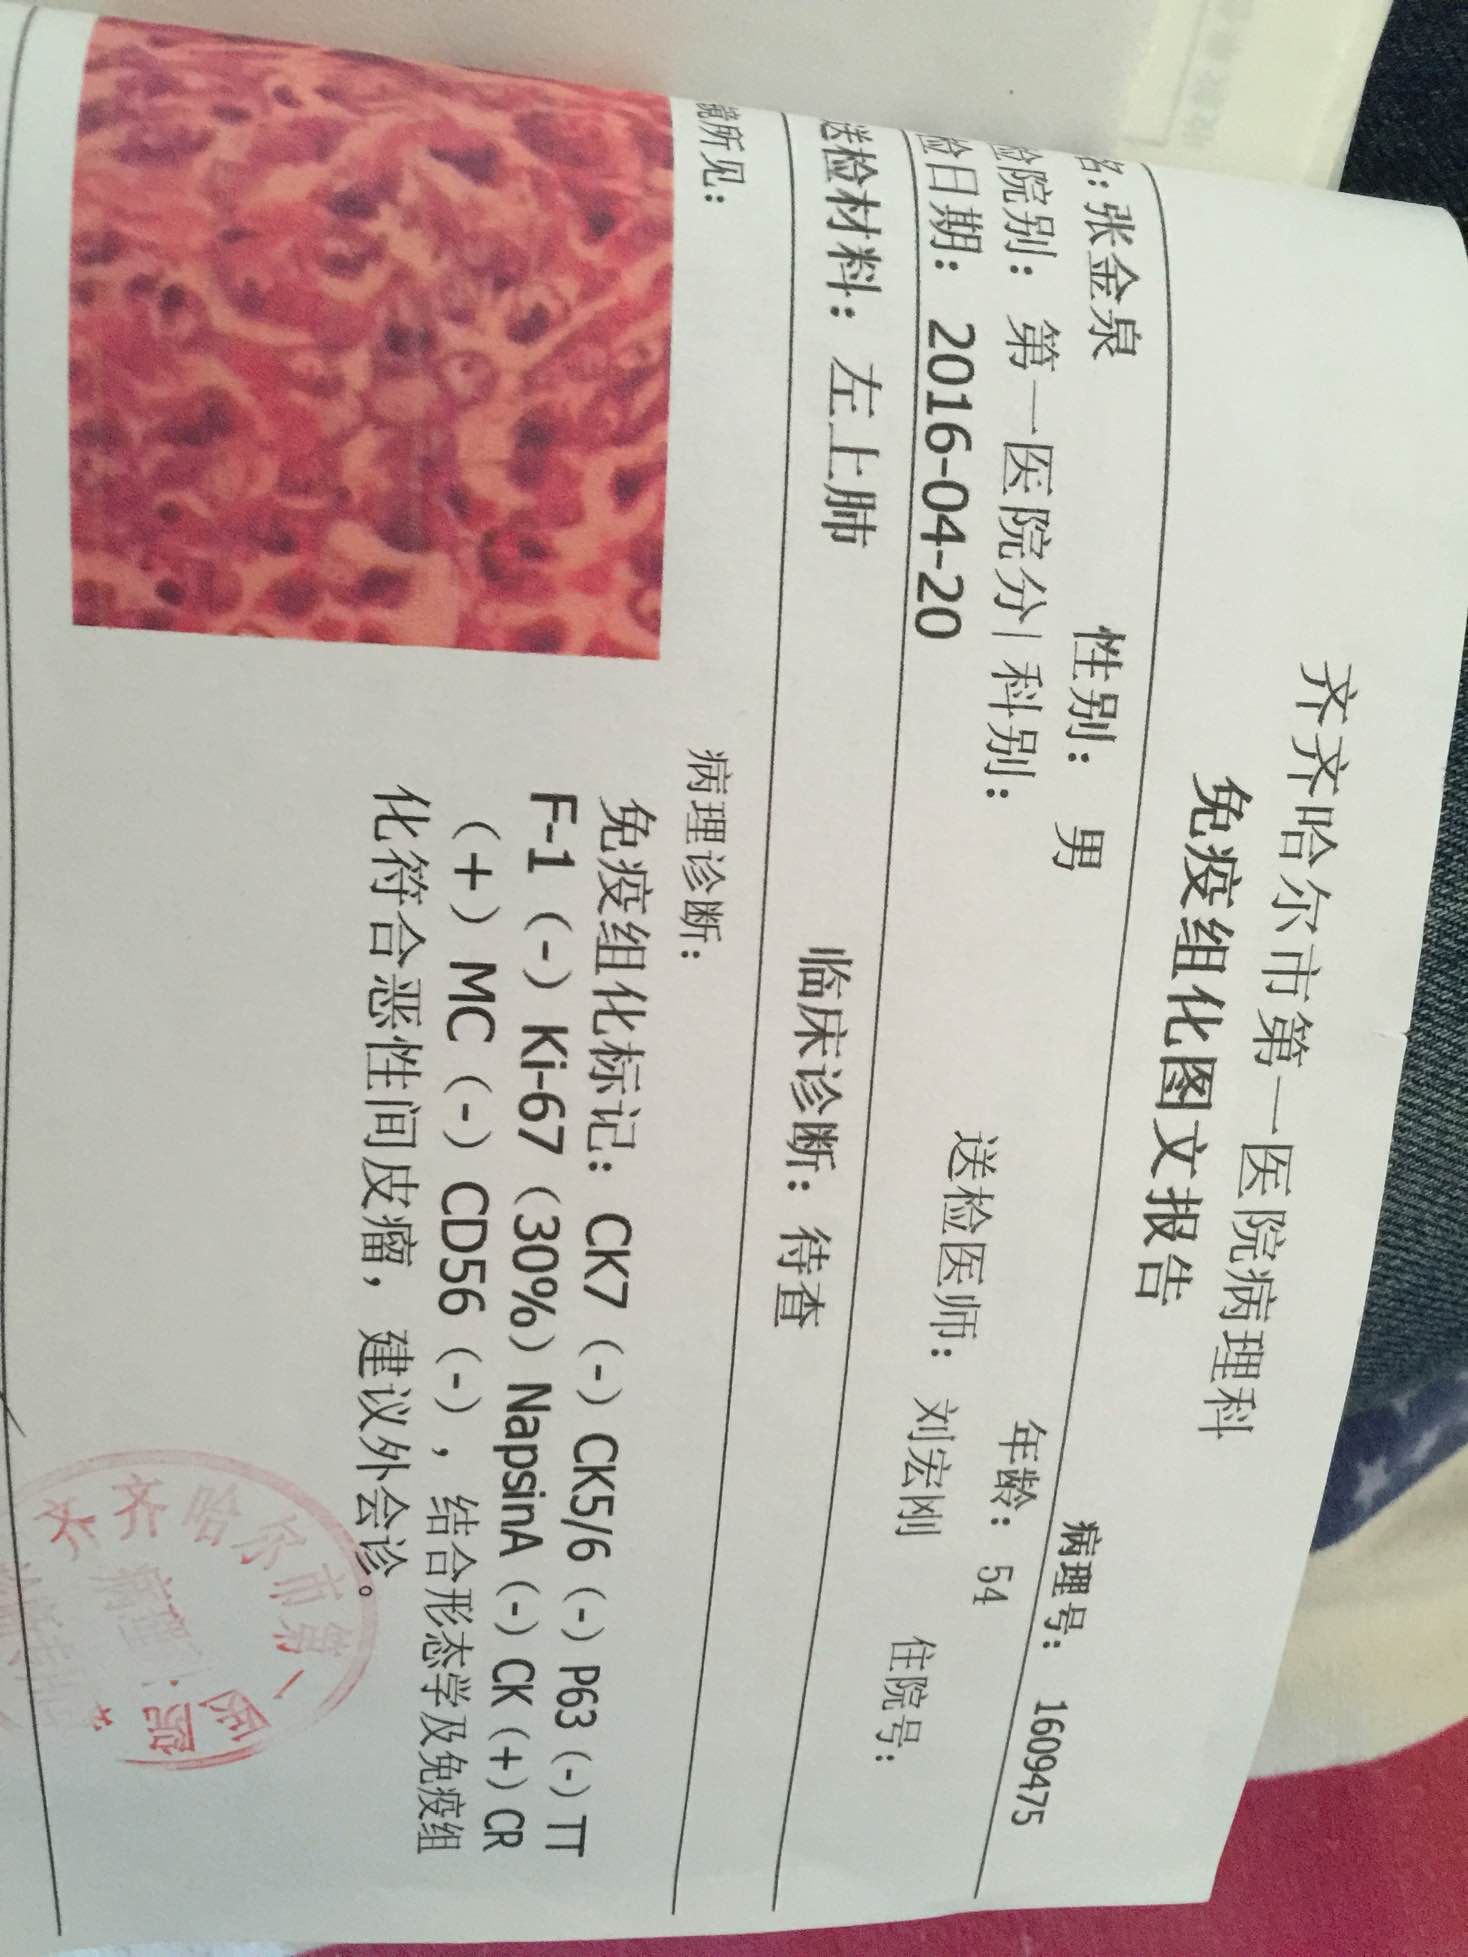 齐齐哈尔市第一医院病理科
免疫组化图文报告
病理号： 1609475
名：张金泉 性别： 男 年龄： 54
院别： 第一医院分 科别： 送检医师： 刘宏刚 住院号：
日期： 2016-04-20
送检材料： 左上肺 临床诊断： 待查
镜所见：
病理诊断：
免疫组化标记： CK7（-）CK5/6（-）P63（-）TT
F-1（-）Ki-67（30%）NapsinA（-）CK（+）CR
（+）MC（-）CD56（-），结合形态学及免疫组
化符合恶性间皮瘤，建议外会诊。
齐齐哈尔市第一医院
病理